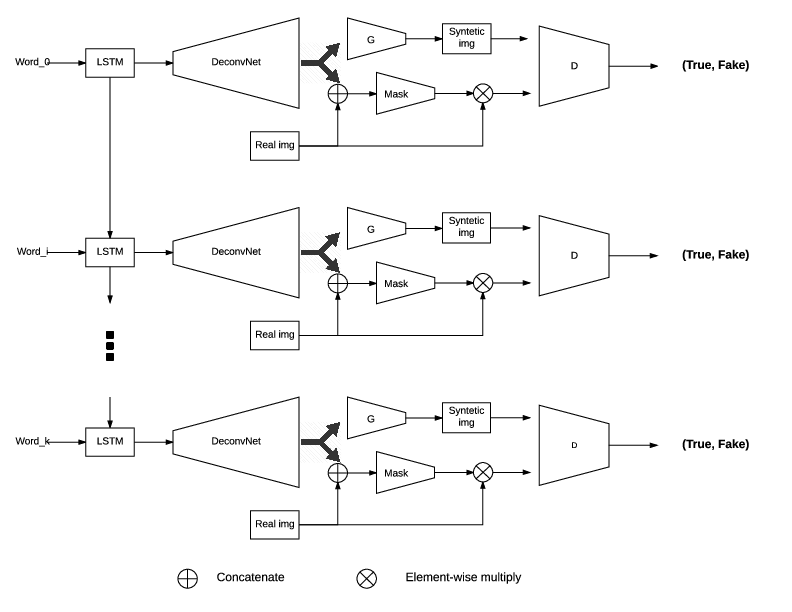 Word_0
LSTM
DeconvNet
G
Syntetic
img
D
(True, Fake)
Mask
Real img
Word_i
LSTM
DeconvNet
G
Syntetic
img
D
(True, Fake)
Mask
Real img
Word_k
LSTM
DeconvNet
G
Syntetic
img
D
(True, Fake)
Mask
Real img
Concatenate
Element-wise multiply